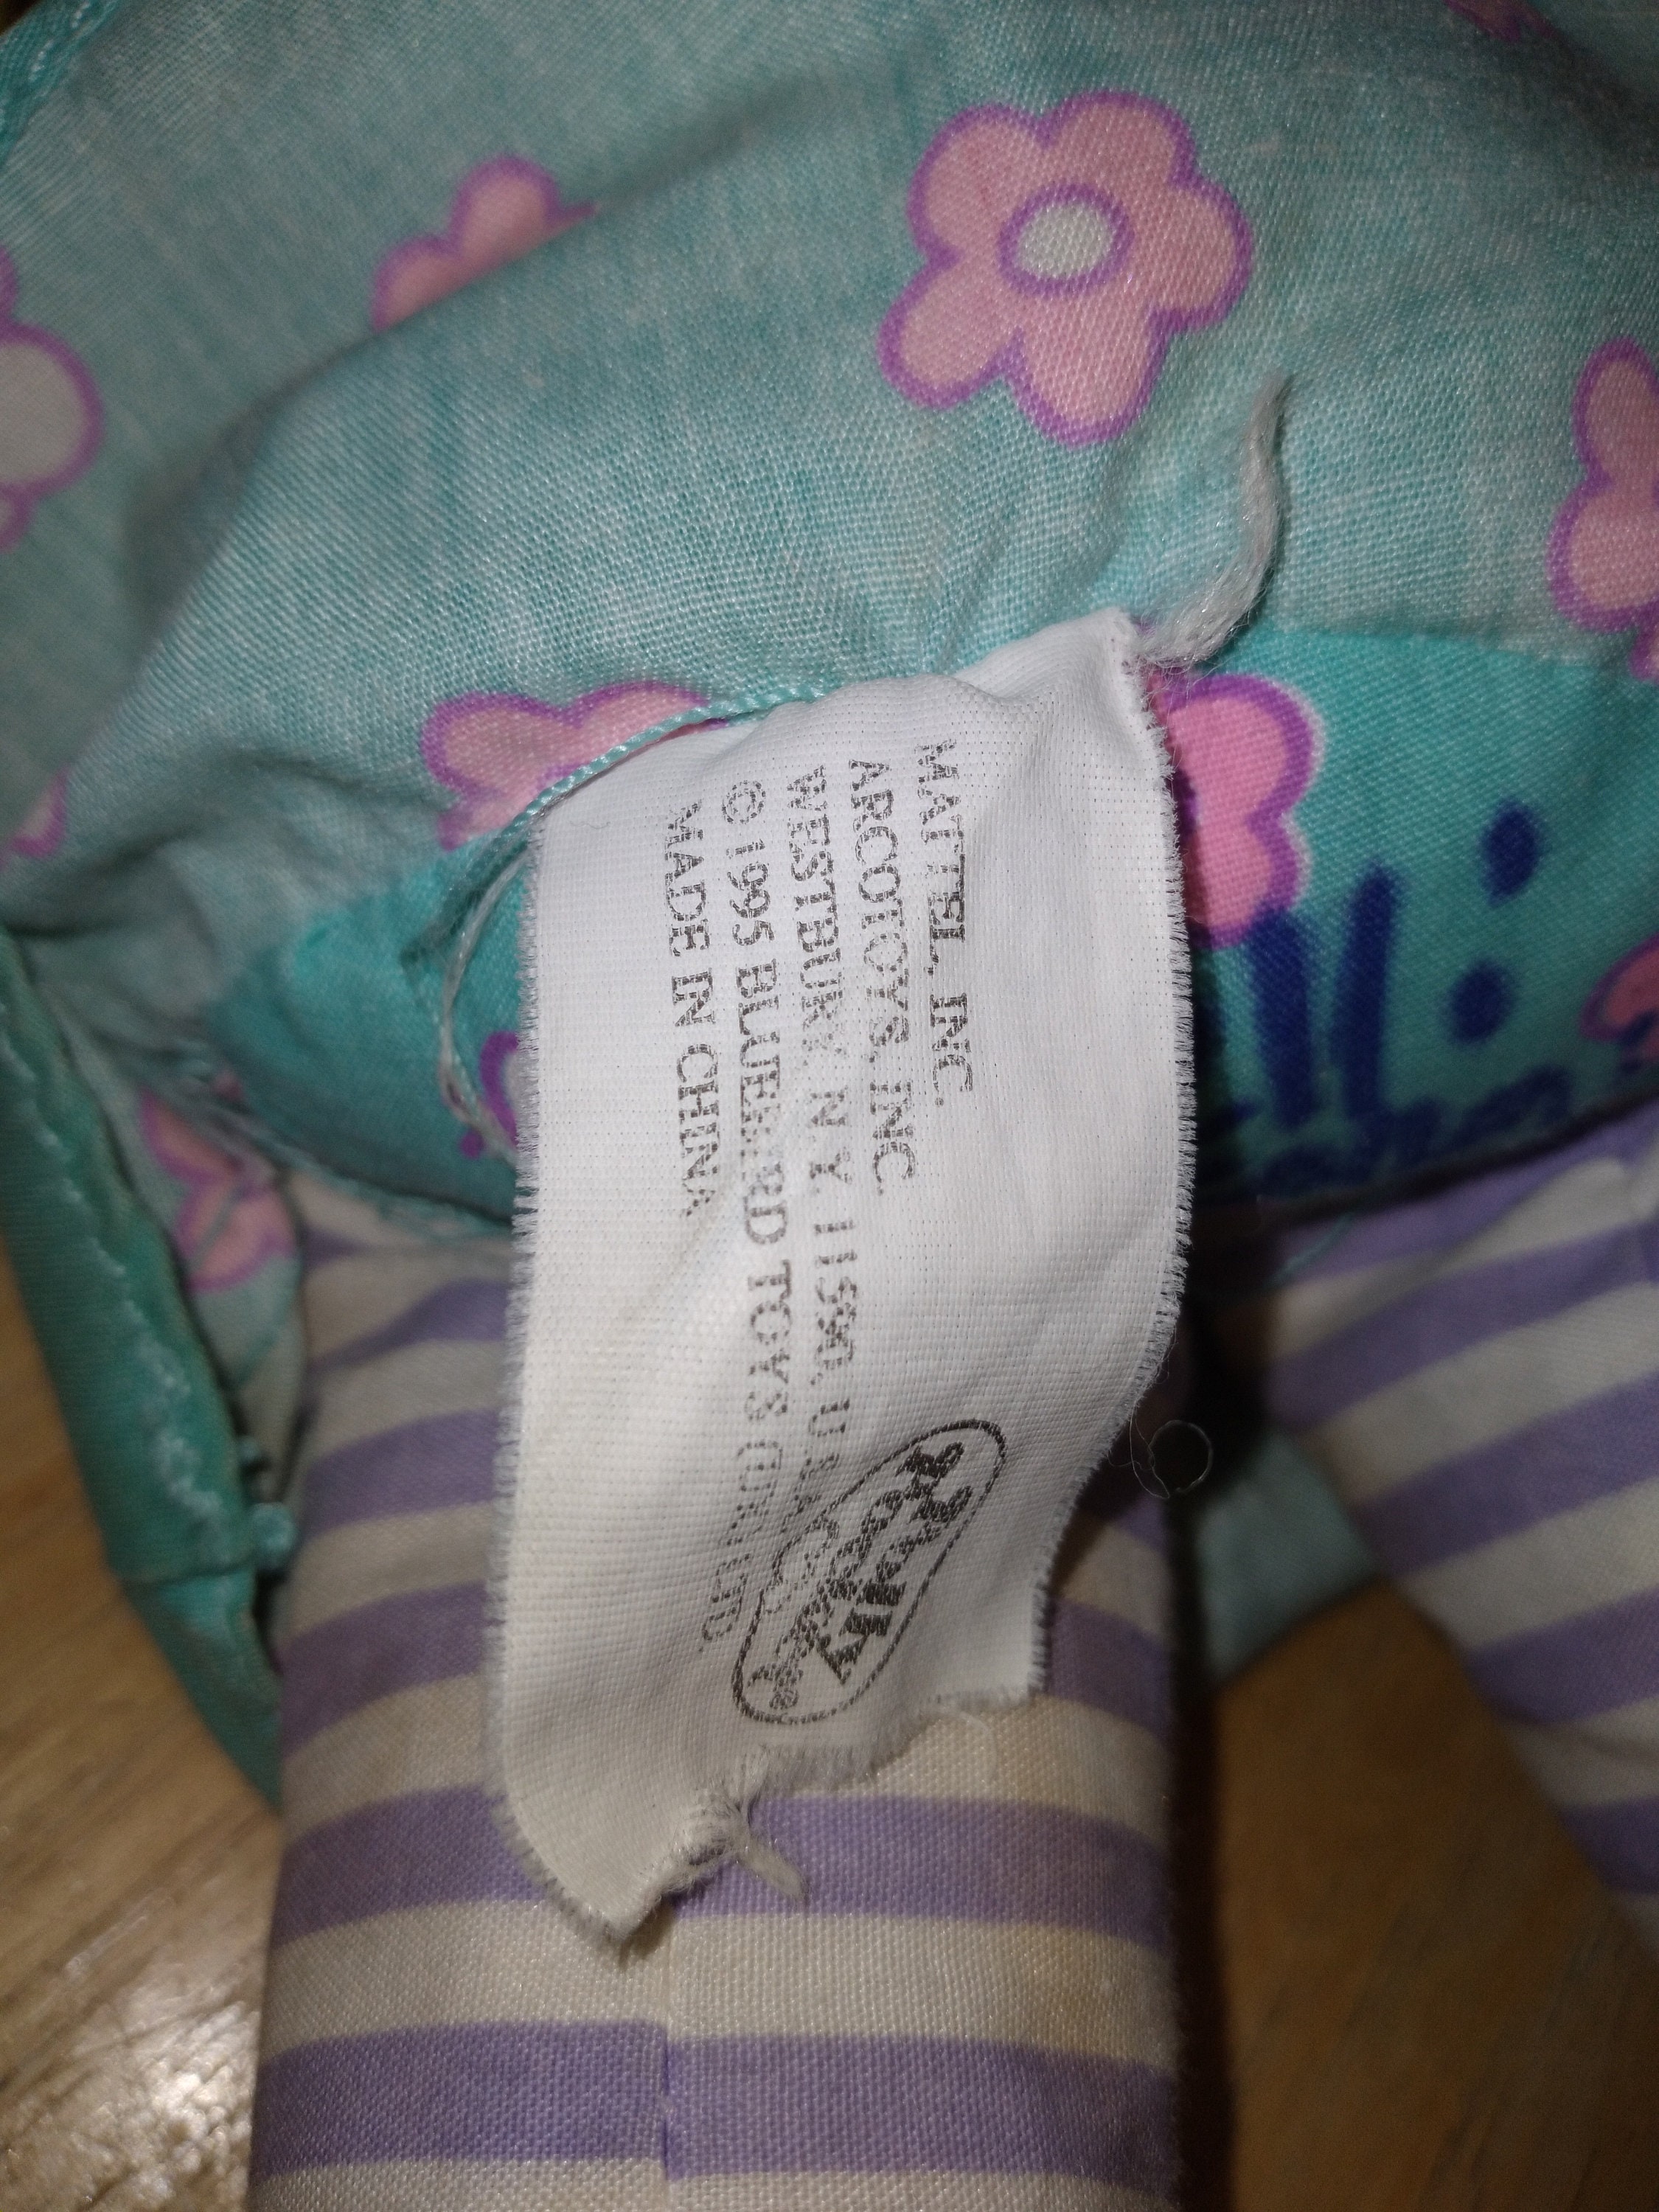 MATTEL, INC.
ARCOTOYS, INC.
WESTBURY, N.Y. 11590, U.S.A.
© 1995 BLUEBIRD TOYS (UK) LTD
MADE IN CHINA